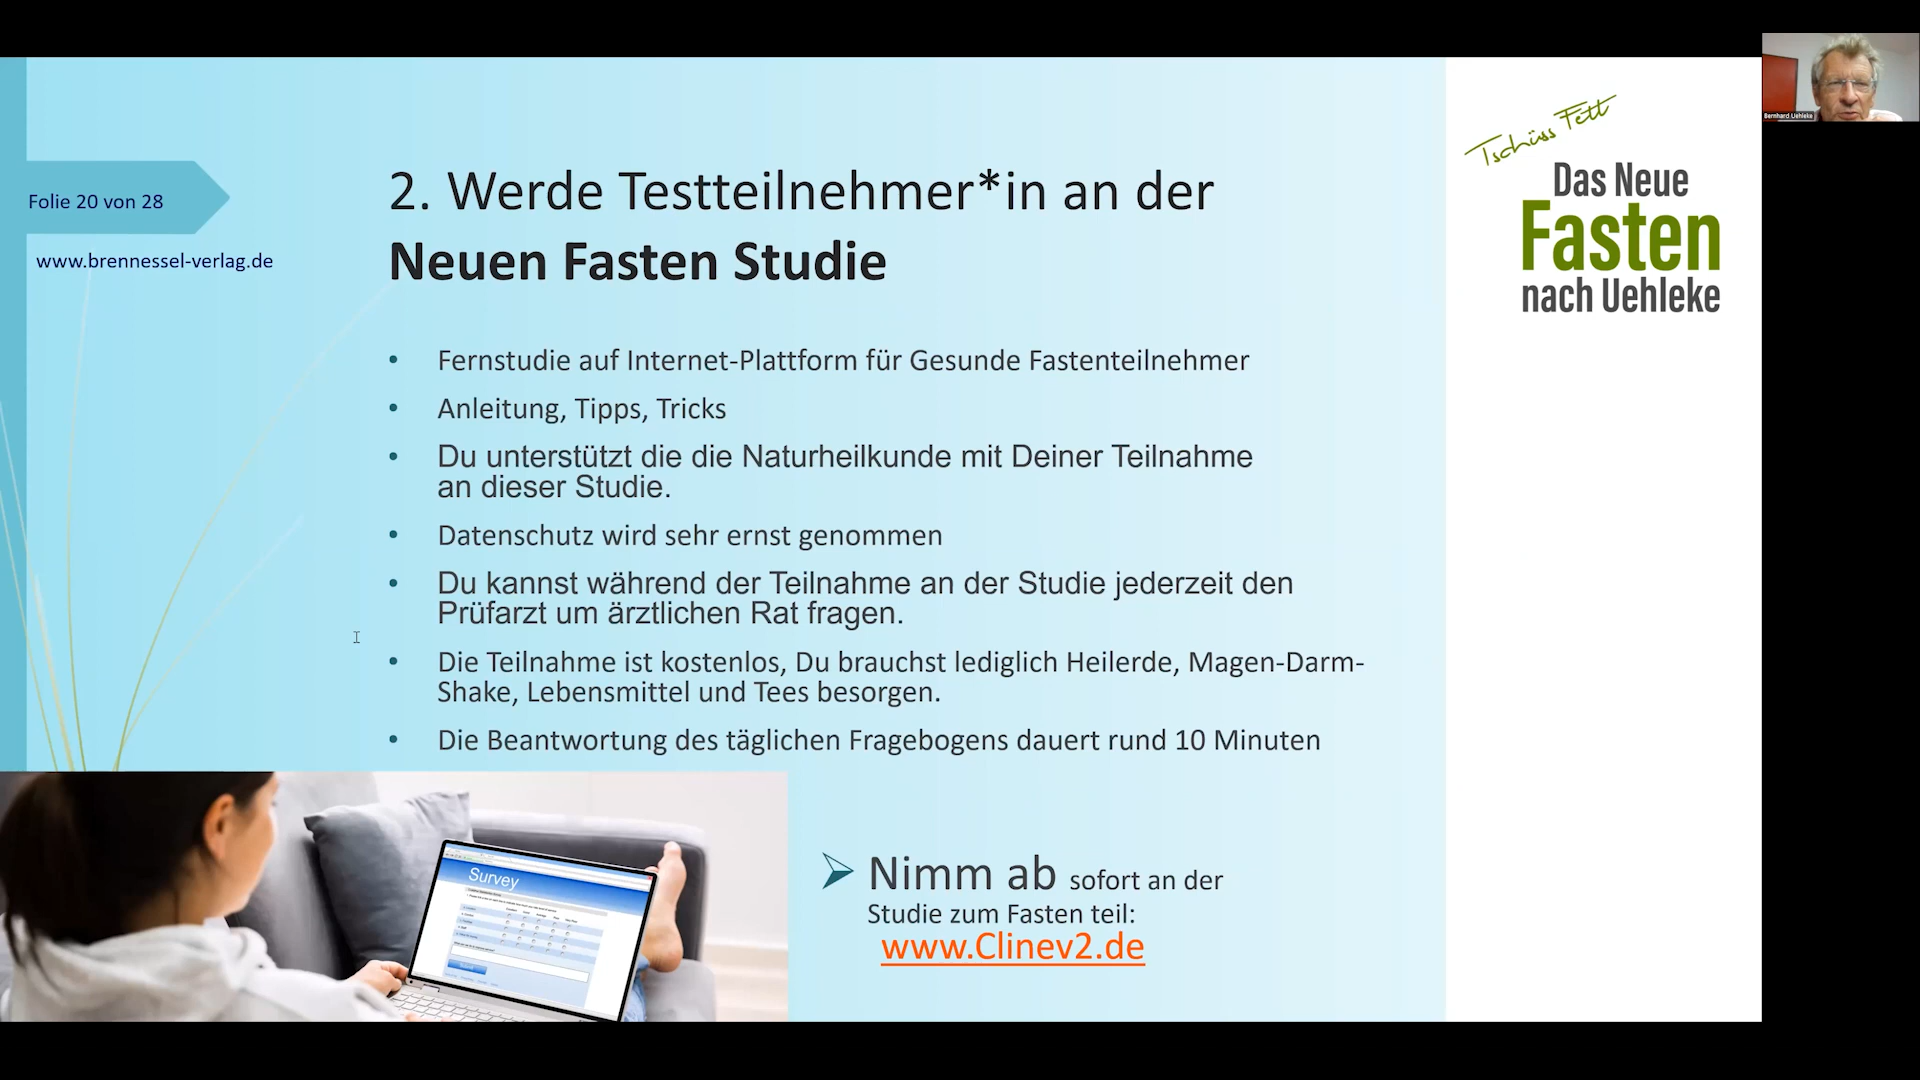 Bernhard Uehleke
Tschüss Fett
Das Neue
Fasten
nach Uehleke
Folie 20 von 28
www.brennessel-verlag.de
2. Werde Testteilnehmer*in an der
Neuen Fasten Studie
• Fernstudie auf Internet-Plattform für Gesunde Fastenteilnehmer
• Anleitung, Tipps, Tricks
• Du unterstützt die die Naturheilkunde mit Deiner Teilnahme
an dieser Studie.
• Datenschutz wird sehr ernst genommen
• Du kannst während der Teilnahme an der Studie jederzeit den
Prüfarzt um ärztlichen Rat fragen.
• Die Teilnahme ist kostenlos, Du brauchst lediglich Heilerde, Magen-Darm-
Shake, Lebensmittel und Tees besorgen.
• Die Beantwortung des täglichen Fragebogens dauert rund 10 Minuten
Survey
Nimm ab sofort an der
Studie zum Fasten teil:
www.Clinev2.de